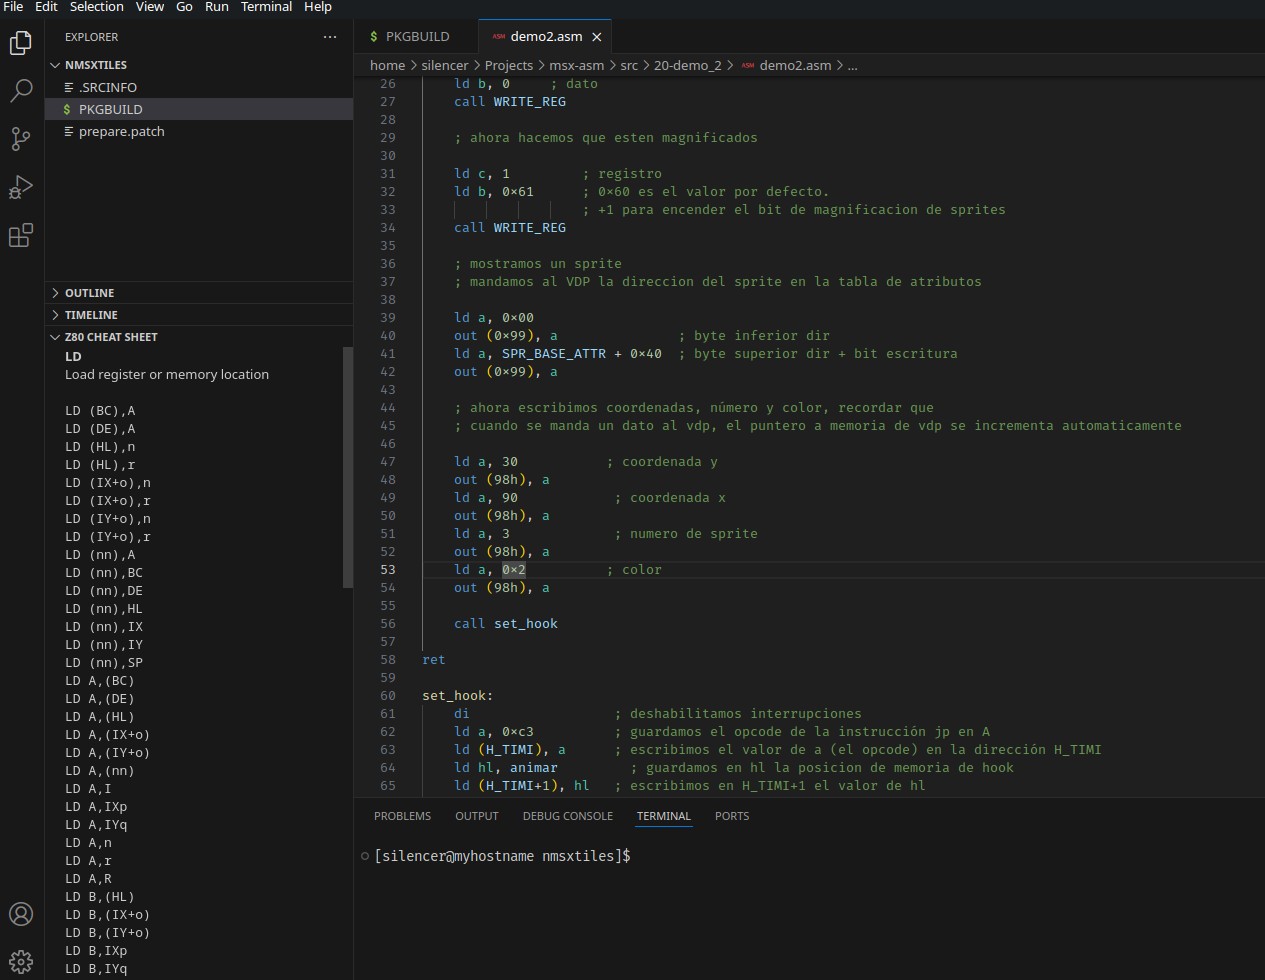 File Edit Selection View Go Run Terminal Help
EXPLORER ···
NMSXTILES
.SRCINFO
$ PKGBUILD
prepare.patch
OUTLINE
TIMELINE
Z80 CHEAT SHEET
LD
Load register or memory location
LD (BC),A
LD (DE),A
LD (HL),n
LD (HL),r
LD (IX+o),n
LD (IX+o),r
LD (IY+o),n
LD (IY+o),r
LD (nn),A
LD (nn),BC
LD (nn),DE
LD (nn),HL
LD (nn),IX
LD (nn),IY
LD (nn),SP
LD A,(BC)
LD A,(DE)
LD A,(HL)
LD A,(IX+o)
LD A,(IY+o)
LD A,(nn)
LD A,I
LD A,IXp
LD A,IYq
LD A,n
LD A,r
LD A,R
LD B,(HL)
LD B,(IX+o)
LD B,(IY+o)
LD B,IXp
LD B,IYq
$ PKGBUILD ASM demo2.asm ×
home > silencer > Projects > msx-asm > src > 20-demo_2 > ASM demo2.asm > ...
26 ld b, 0 ; dato
27 call WRITE_REG
28
29 ; ahora hacemos que esten magnificados
30
31 ld c, 1 ; registro
32 ld b, 0×61 ; 0×60 es el valor por defecto.
33 ; +1 para encender el bit de magnificacion de sprites
34 call WRITE_REG
35
36 ; mostramos un sprite
37 ; mandamos al VDP la direccion del sprite en la tabla de atributos
38
39 ld a, 0×00
40 out (0×99), a ; byte inferior dir
41 ld a, SPR_BASE_ATTR + 0×40 ; byte superior dir + bit escritura
42 out (0×99), a
43
44 ; ahora escribimos coordenadas, número y color, recordar que
45 ; cuando se manda un dato al vdp, el puntero a memoria de vdp se incrementa automaticamente
46
47 ld a, 30 ; coordenada y
48 out (98h), a
49 ld a, 90 ; coordenada x
50 out (98h), a
51 ld a, 3 ; numero de sprite
52 out (98h), a
53 ld a, 0×2 ; color
54 out (98h), a
55
56 call set_hook
57
58 ret
59
60 set_hook:
61 di ; deshabilitamos interrupciones
62 ld a, 0×c3 ; guardamos el opcode de la instrucción jp en A
63 ld (H_TIMI), a ; escribimos el valor de a (el opcode) en la dirección H_TIMI
64 ld hl, animar ; guardamos en hl la posicion de memoria de hook
65 ld (H_TIMI+1), hl ; escribimos en H_TIMI+1 el valor de hl
PROBLEMS OUTPUT DEBUG CONSOLE TERMINAL PORTS
[silencer@myhostname nmsxtiles]$